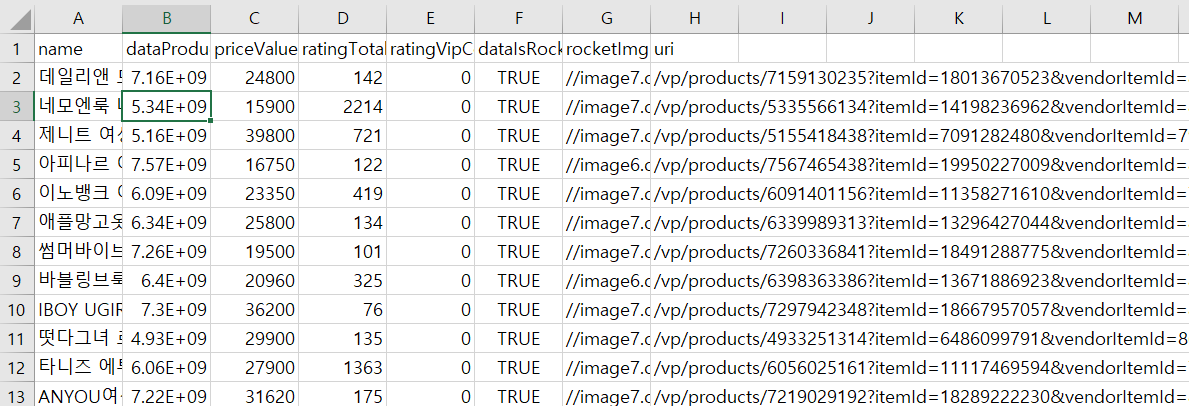 A B C D E F G H I J K L M
1 name dataProdu priceValue ratingTotal ratingVipC dataIsRock rocketImg uri
2 데일리앤 7.16E+09 24800 142 0 TRUE //image7.c /vp/products/7159130235?itemId=18013670523&vendorItemId=
3 네모엔룩 5.34E+09 15900 2214 0 TRUE //image7.c /vp/products/5335566134?itemId=14198236962&vendorItemId=
4 제니트 여성 5.16E+09 39800 721 0 TRUE //image7.c /vp/products/5155418438?itemId=7091282480&vendorItemId=7
5 아피나르 7.57E+09 16750 122 0 TRUE //image6.c /vp/products/7567465438?itemId=19950227009&vendorItemId=
6 이노뱅크 6.09E+09 23350 419 0 TRUE //image7.c /vp/products/6091401156?itemId=11358271610&vendorItemId=
7 애플망고옷 6.34E+09 25800 134 0 TRUE //image7.c /vp/products/6339989313?itemId=13296427044&vendorItemId=
8 썸머바이브 7.26E+09 19500 101 0 TRUE //image7.c /vp/products/7260336841?itemId=18491288775&vendorItemId=
9 바블링브룩 6.4E+09 20960 325 0 TRUE //image6.c /vp/products/6398363386?itemId=13671886923&vendorItemId=
10 IBOY UGIR 7.3E+09 36200 76 0 TRUE //image7.c /vp/products/7297942348?itemId=18667957057&vendorItemId=
11 떳다그녀 4.93E+09 29900 135 0 TRUE //image7.c /vp/products/4933251314?itemId=6486099791&vendorItemId=8
12 타니즈 에뚜 6.06E+09 27900 1363 0 TRUE //image7.c /vp/products/6056025161?itemId=11117469594&vendorItemId=
13 ANYOU여성 7.22E+09 31620 175 0 TRUE //image7.c /vp/products/7219029192?itemId=18289222230&vendorItemId=